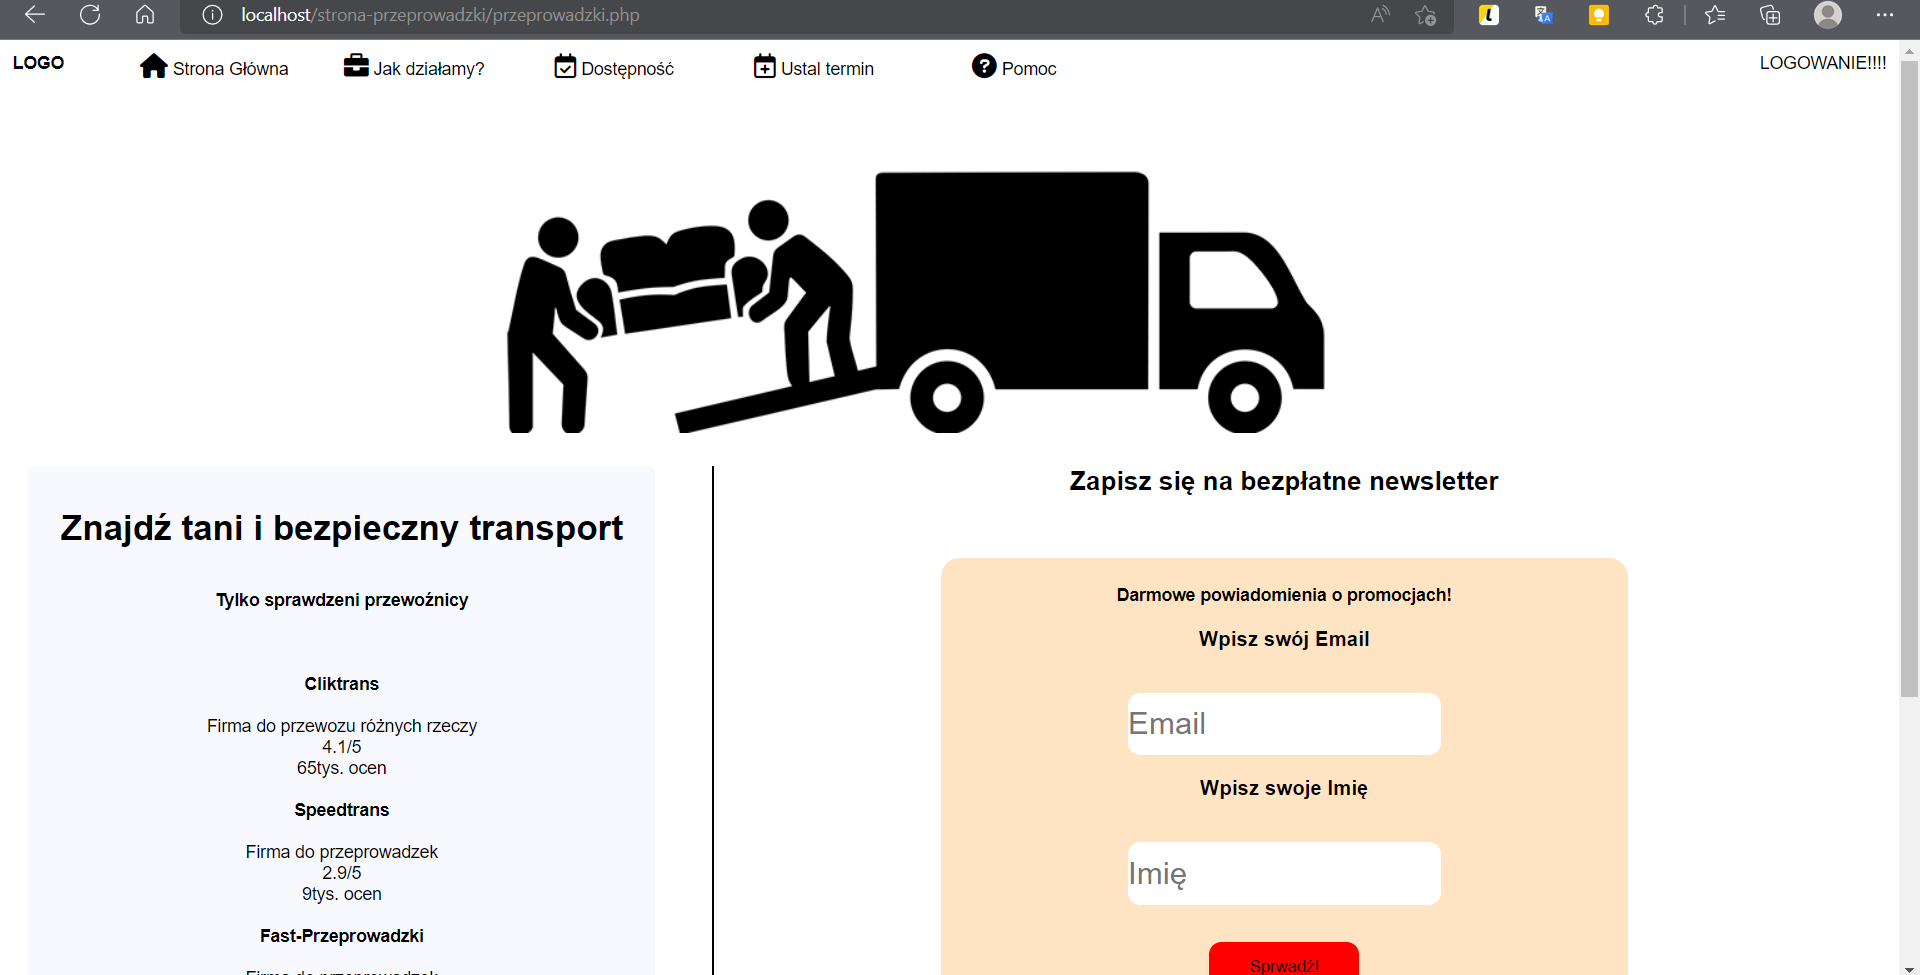 localhost/strona-przeprowadzki/przeprowadzki.php
LOGO
Strona Główna
Jak działamy?
Dostępność
Ustal termin
Pomoc
LOGOWANIE!!!!
Znajdź tani i bezpieczny transport
Tylko sprawdzeni przewoźnicy
Cliktrans
Firma do przewozu różnych rzeczy
4.1/5
65tys. ocen
Speedtrans
Firma do przeprowadzek
2.9/5
9tys. ocen
Fast-Przeprowadzki
Firma do przeprowadzek
Zapisz się na bezpłatne newsletter
Darmowe powiadomienia o promocjach!
Wpisz swój Email
Email
Wpisz swoje Imię
Imię
Sprwadź!